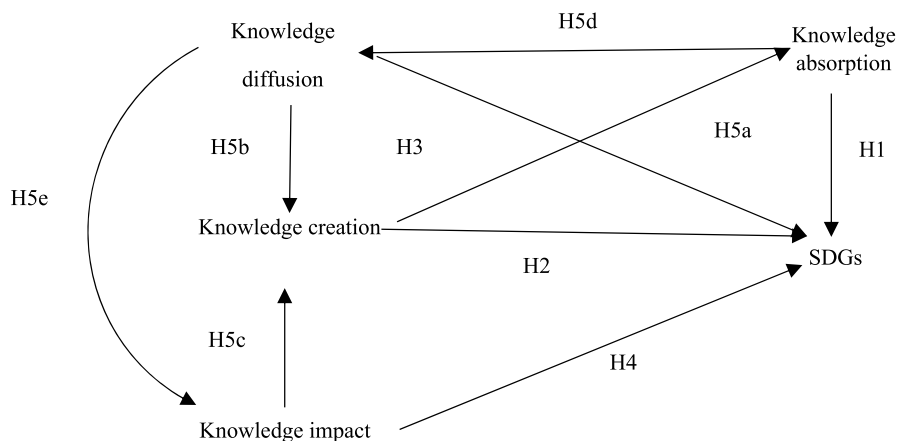 H5d
Knowledge
diffusion
Knowledge
absorption
H5b
H3
H5a
H1
H5e
Knowledge creation
H2
SDGs
H5c
H4
Knowledge impact